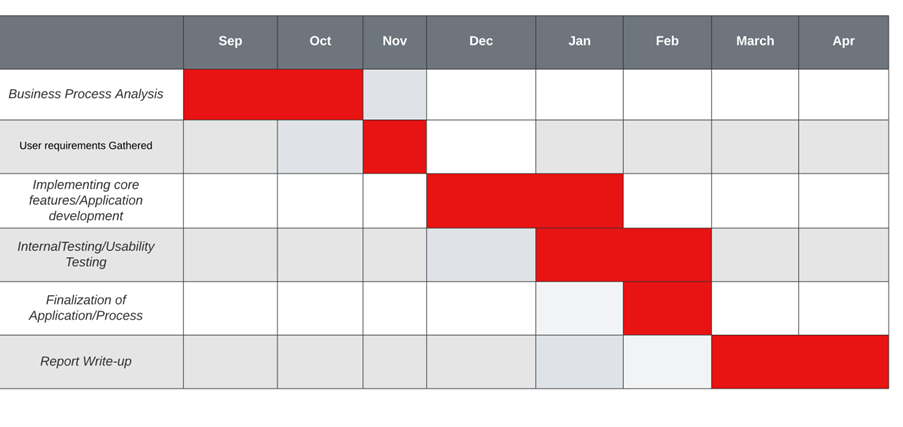 Sep Oct Nov Dec Jan Feb March Apr
Business Process Analysis
User requirements Gathered
Implementing core
features/Application
development
InternalTesting/Usability
Testing
Finalization of
Application/Process
Report Write-up